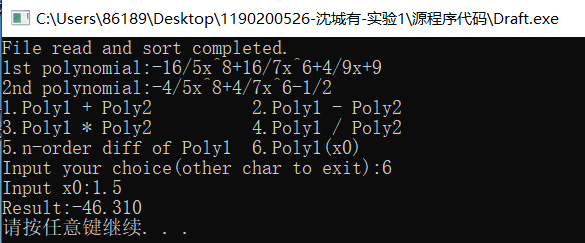 C:\Users\86189\Desktop\1190200526-沈城有-实验1\源程序代码\Draft.exe
File read and sort completed.
1st polynomial:-16/5x^8+16/7x^6+4/9x+9
2nd polynomial:-4/5x^8+4/7x^6-1/2
1.Poly1 + Poly2 2.Poly1 - Poly2
3.Poly1 * Poly2 4.Poly1 / Poly2
5.n-order diff of Poly1 6.Poly1(x0)
Input your choice(other char to exit):6
Input x0:1.5
Result:-46.310
请按任意键继续. . .